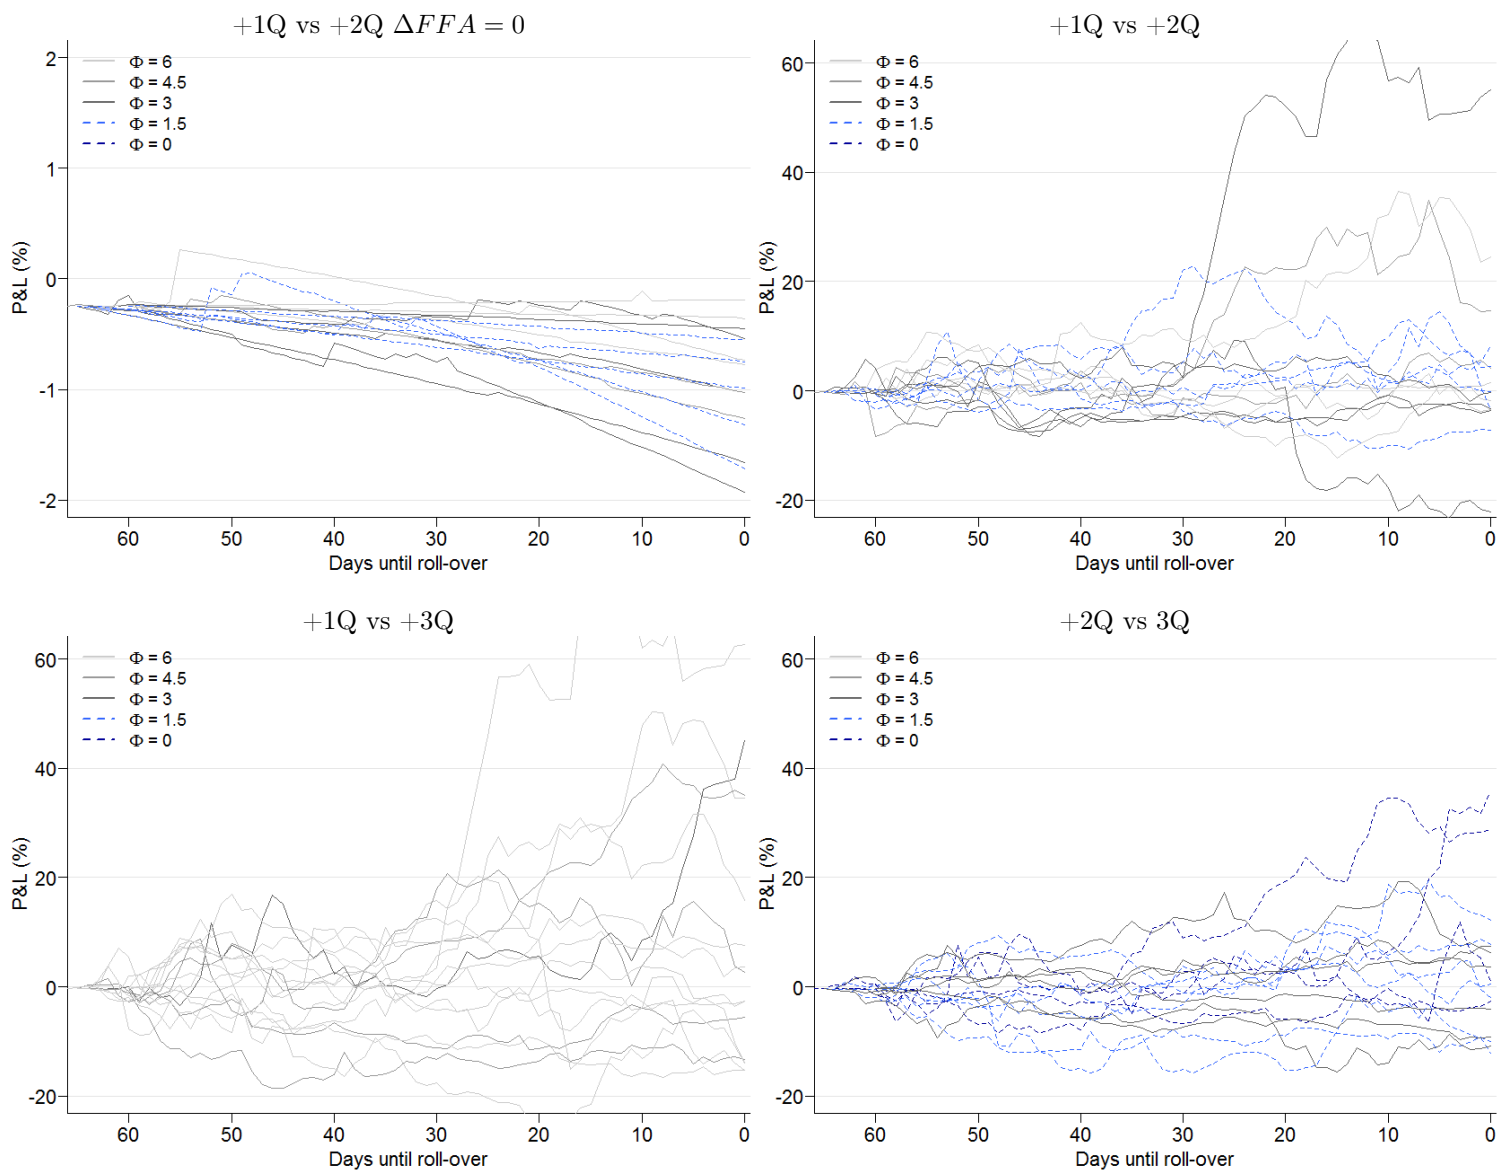 +1Q vs +2Q ΔFFA = 0
Φ = 6
Φ = 4.5
Φ = 3
Φ = 1.5
Φ = 0
2
1
0
-1
-2
P&L (%)
60 50 40 30 20 10 0
Days until roll-over
+1Q vs +2Q
Φ = 6
Φ = 4.5
Φ = 3
Φ = 1.5
Φ = 0
60
40
20
0
-20
P&L (%)
60 50 40 30 20 10 0
Days until roll-over
+1Q vs +3Q
Φ = 6
Φ = 4.5
Φ = 3
Φ = 1.5
Φ = 0
60
40
20
0
-20
P&L (%)
60 50 40 30 20 10 0
Days until roll-over
+2Q vs 3Q
Φ = 6
Φ = 4.5
Φ = 3
Φ = 1.5
Φ = 0
60
40
20
0
-20
P&L (%)
60 50 40 30 20 10 0
Days until roll-over